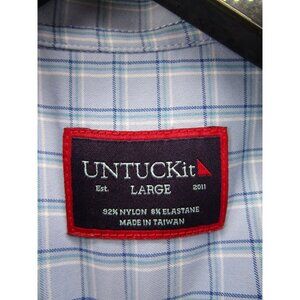 UNTUCKit
Est. LARGE 2011
92% NYLON 8% ELASTANE
MADE IN TAIWAN